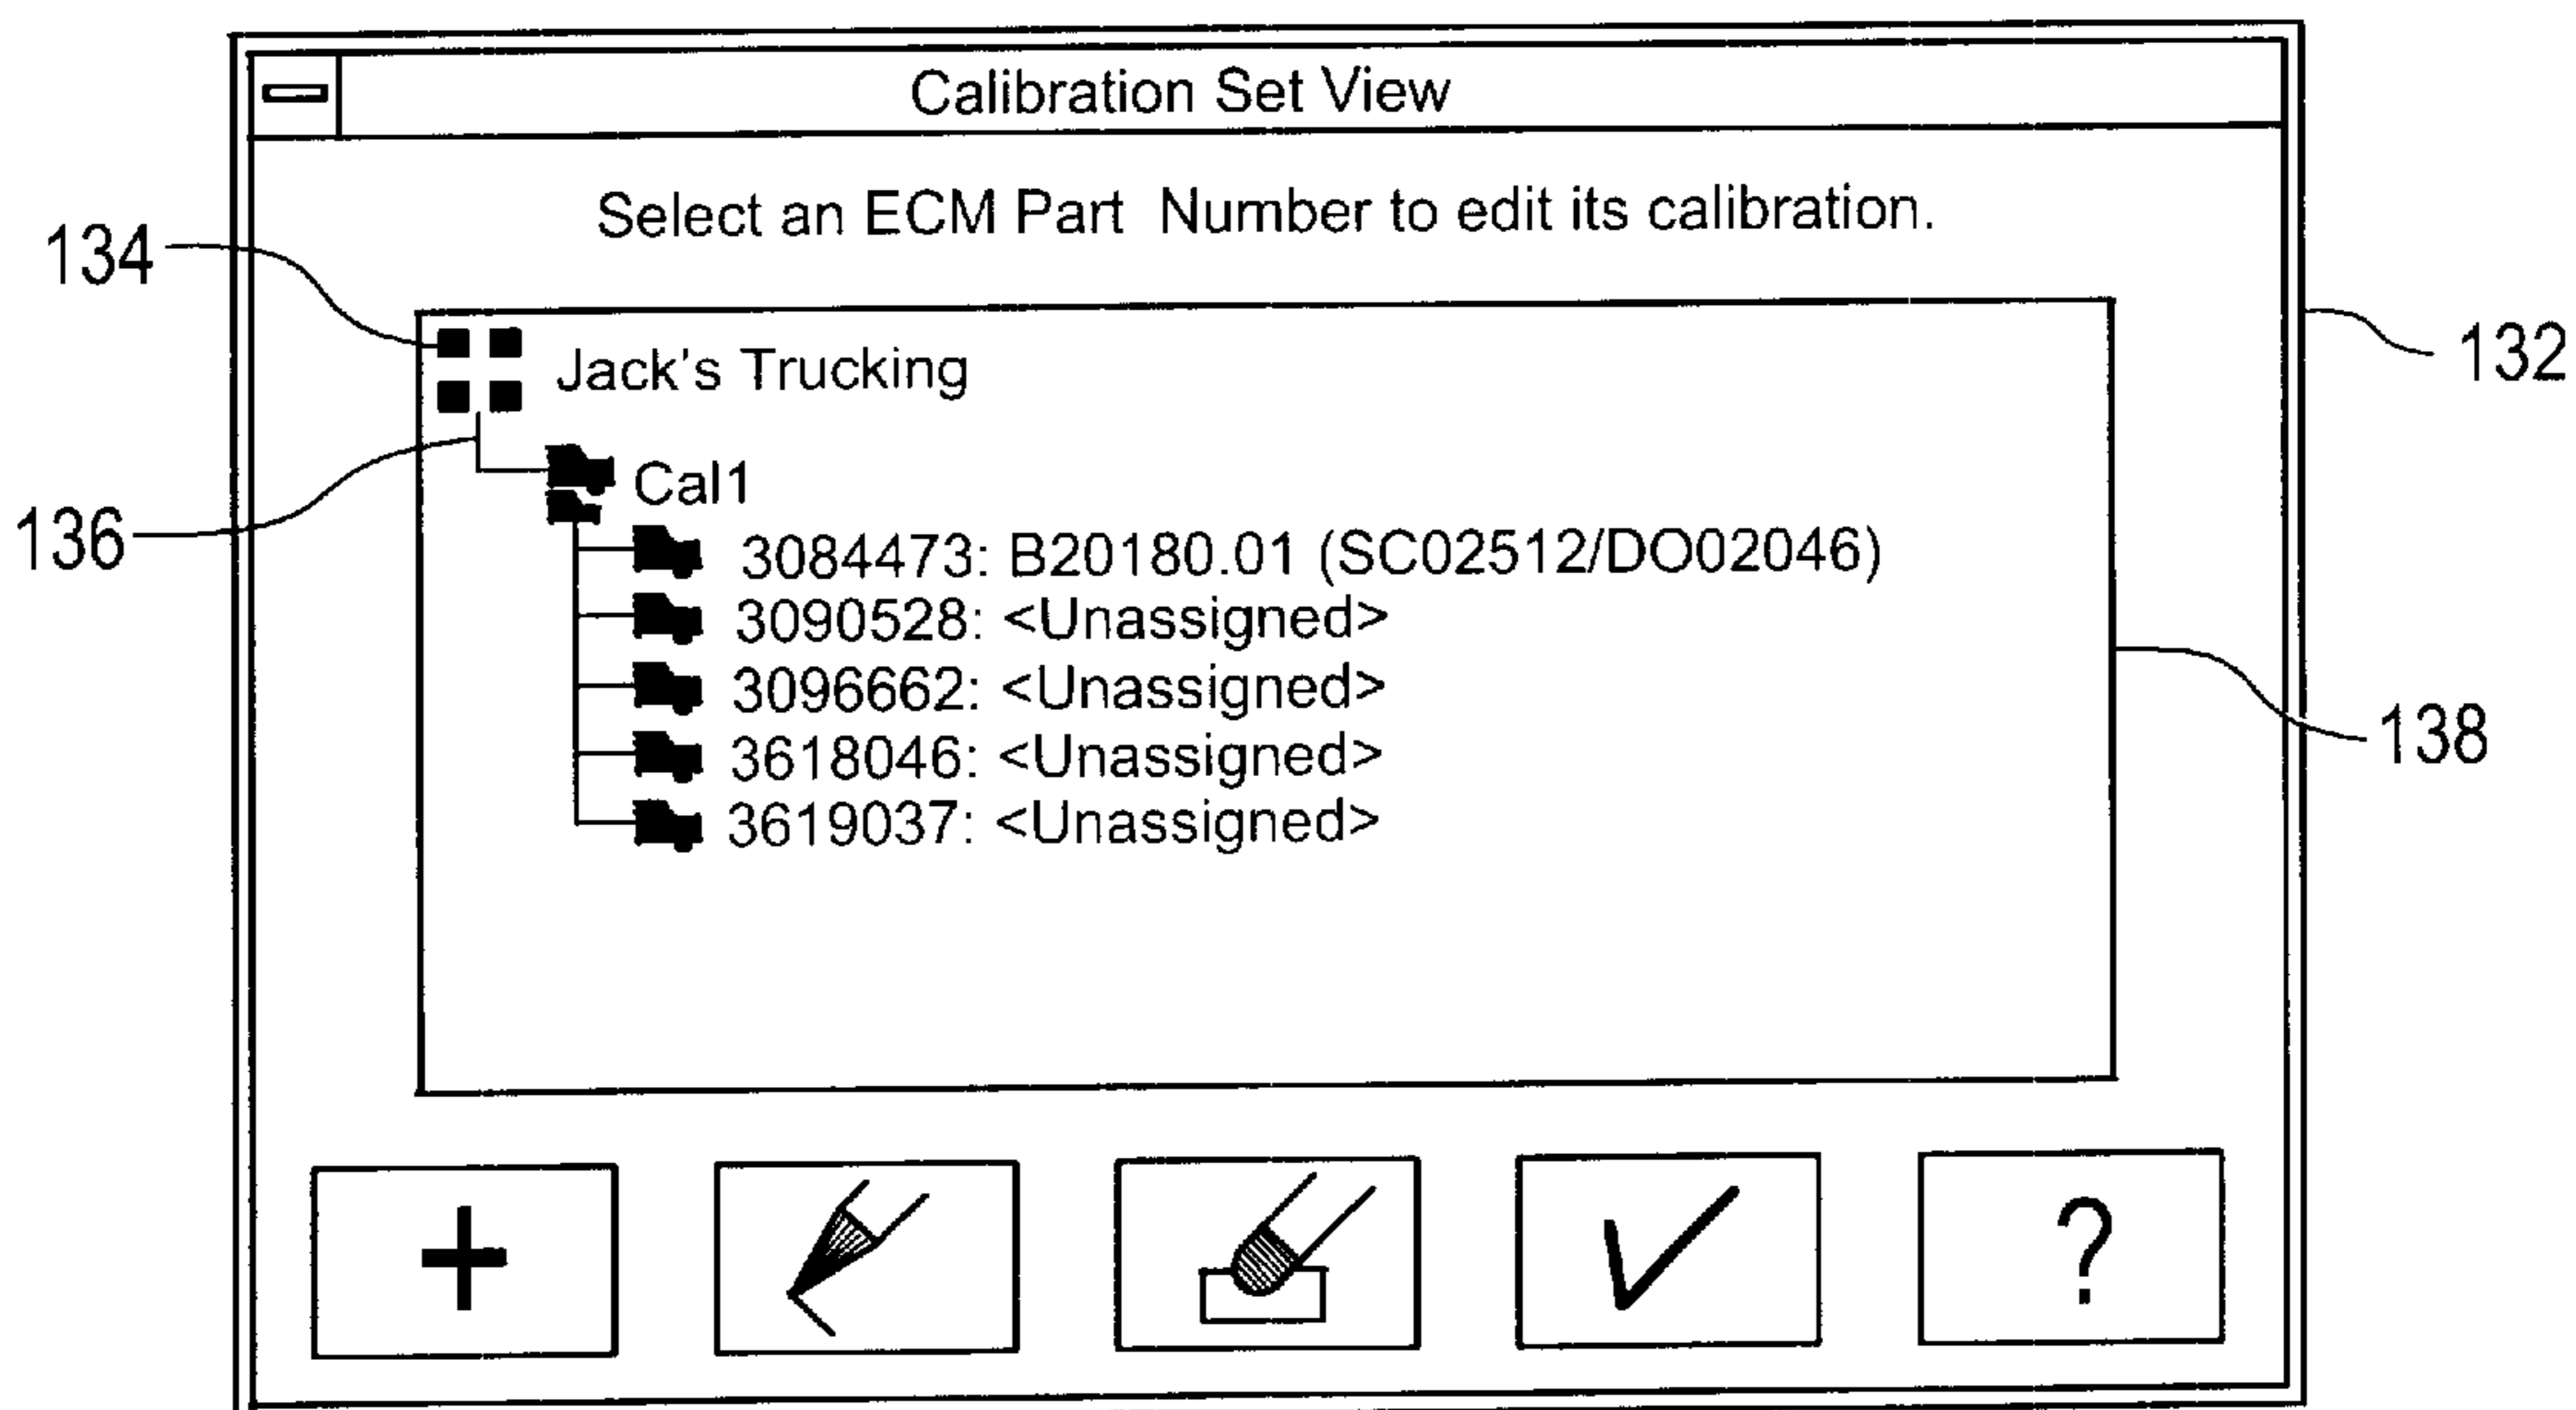 Calibration Set View
Select an ECM Part Number to edit its calibration.
134
Jack's Trucking
132
136
Cal1
3084473: B20180.01 (SC02512/DO02046)
3090528: <Unassigned>
3096662: <Unassigned>
138
3618046: <Unassigned>
3619037: <Unassigned>
+
?